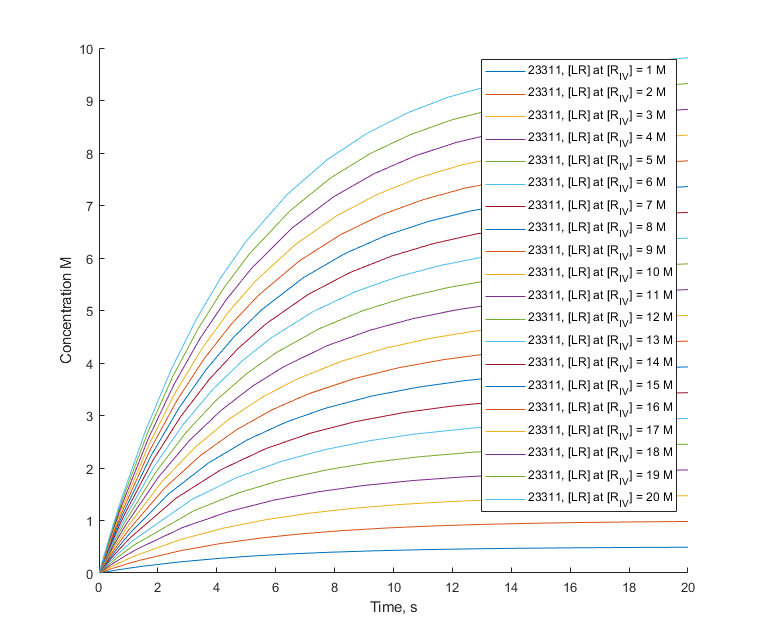 10
9
8
7
6
5
4
3
2
1
0
Concentration M
23311, [LR] at [R_IV] = 1 M
23311, [LR] at [R_IV] = 2 M
23311, [LR] at [R_IV] = 3 M
23311, [LR] at [R_IV] = 4 M
23311, [LR] at [R_IV] = 5 M
23311, [LR] at [R_IV] = 6 M
23311, [LR] at [R_IV] = 7 M
23311, [LR] at [R_IV] = 8 M
23311, [LR] at [R_IV] = 9 M
23311, [LR] at [R_IV] = 10 M
23311, [LR] at [R_IV] = 11 M
23311, [LR] at [R_IV] = 12 M
23311, [LR] at [R_IV] = 13 M
23311, [LR] at [R_IV] = 14 M
23311, [LR] at [R_IV] = 15 M
23311, [LR] at [R_IV] = 16 M
23311, [LR] at [R_IV] = 17 M
23311, [LR] at [R_IV] = 18 M
23311, [LR] at [R_IV] = 19 M
23311, [LR] at [R_IV] = 20 M
0 2 4 6 8 10 12 14 16 18 20
Time, s